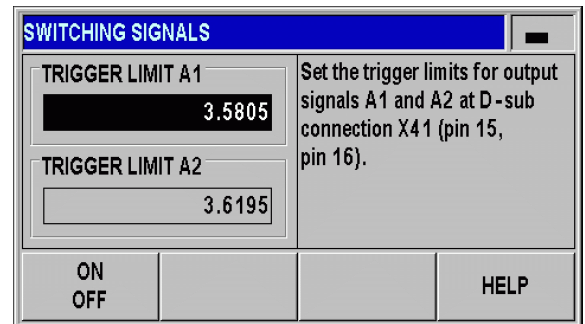 SWITCHING SIGNALS
TRIGGER LIMIT A1
3.5805
TRIGGER LIMIT A2
3.6195
Set the trigger limits for output
signals A1 and A2 at D-sub
connection X41 (pin 15,
pin 16).
ON
OFF
HELP